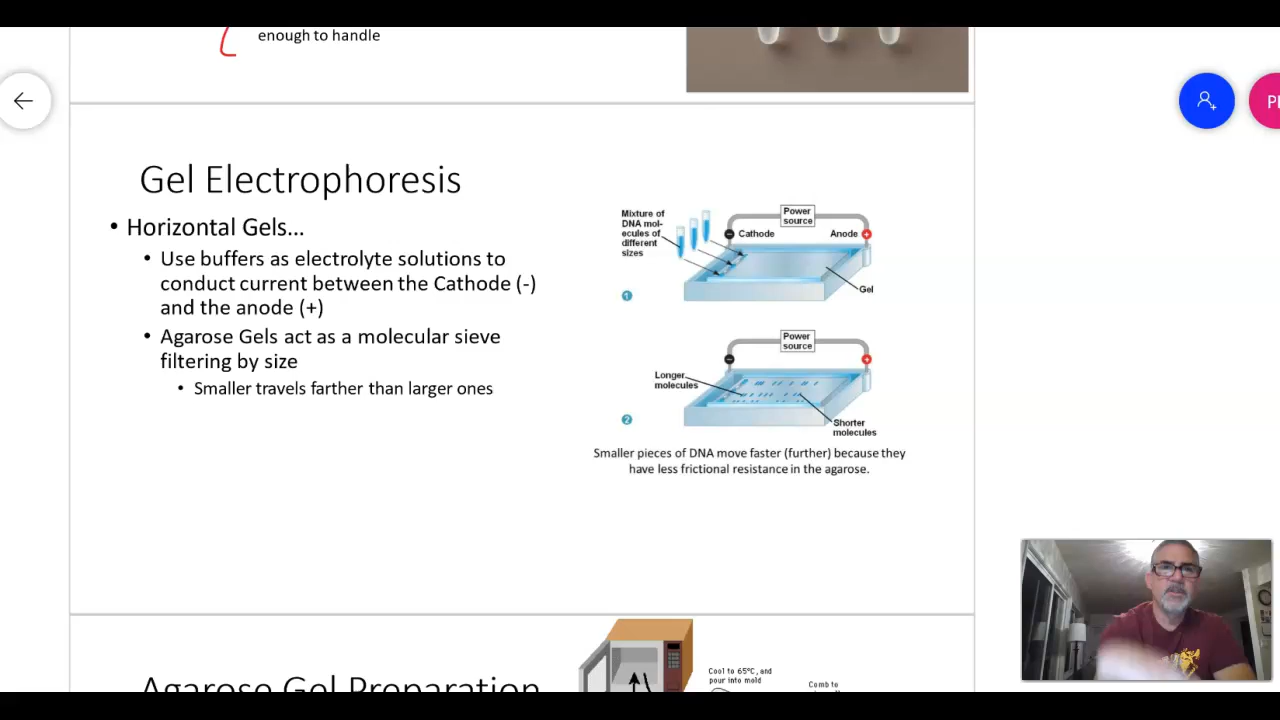 enough to handle
Gel Electrophoresis
• Horizontal Gels...
• Use buffers as electrolyte solutions to
conduct current between the Cathode (-)
and the anode (+)
• Agarose Gels act as a molecular sieve
filtering by size
• Smaller travels farther than larger ones
Mixture of
DNA mol-
ecules of
different
sizes
Power
source
Cathode
Anode
Gel
1
Power
source
Longer
molecules
Shorter
molecules
2
Smaller pieces of DNA move faster (further) because they
have less frictional resistance in the agarose.
Agarose Gel Preparation
Cool to 65°C, and
pour into mold
Comb to